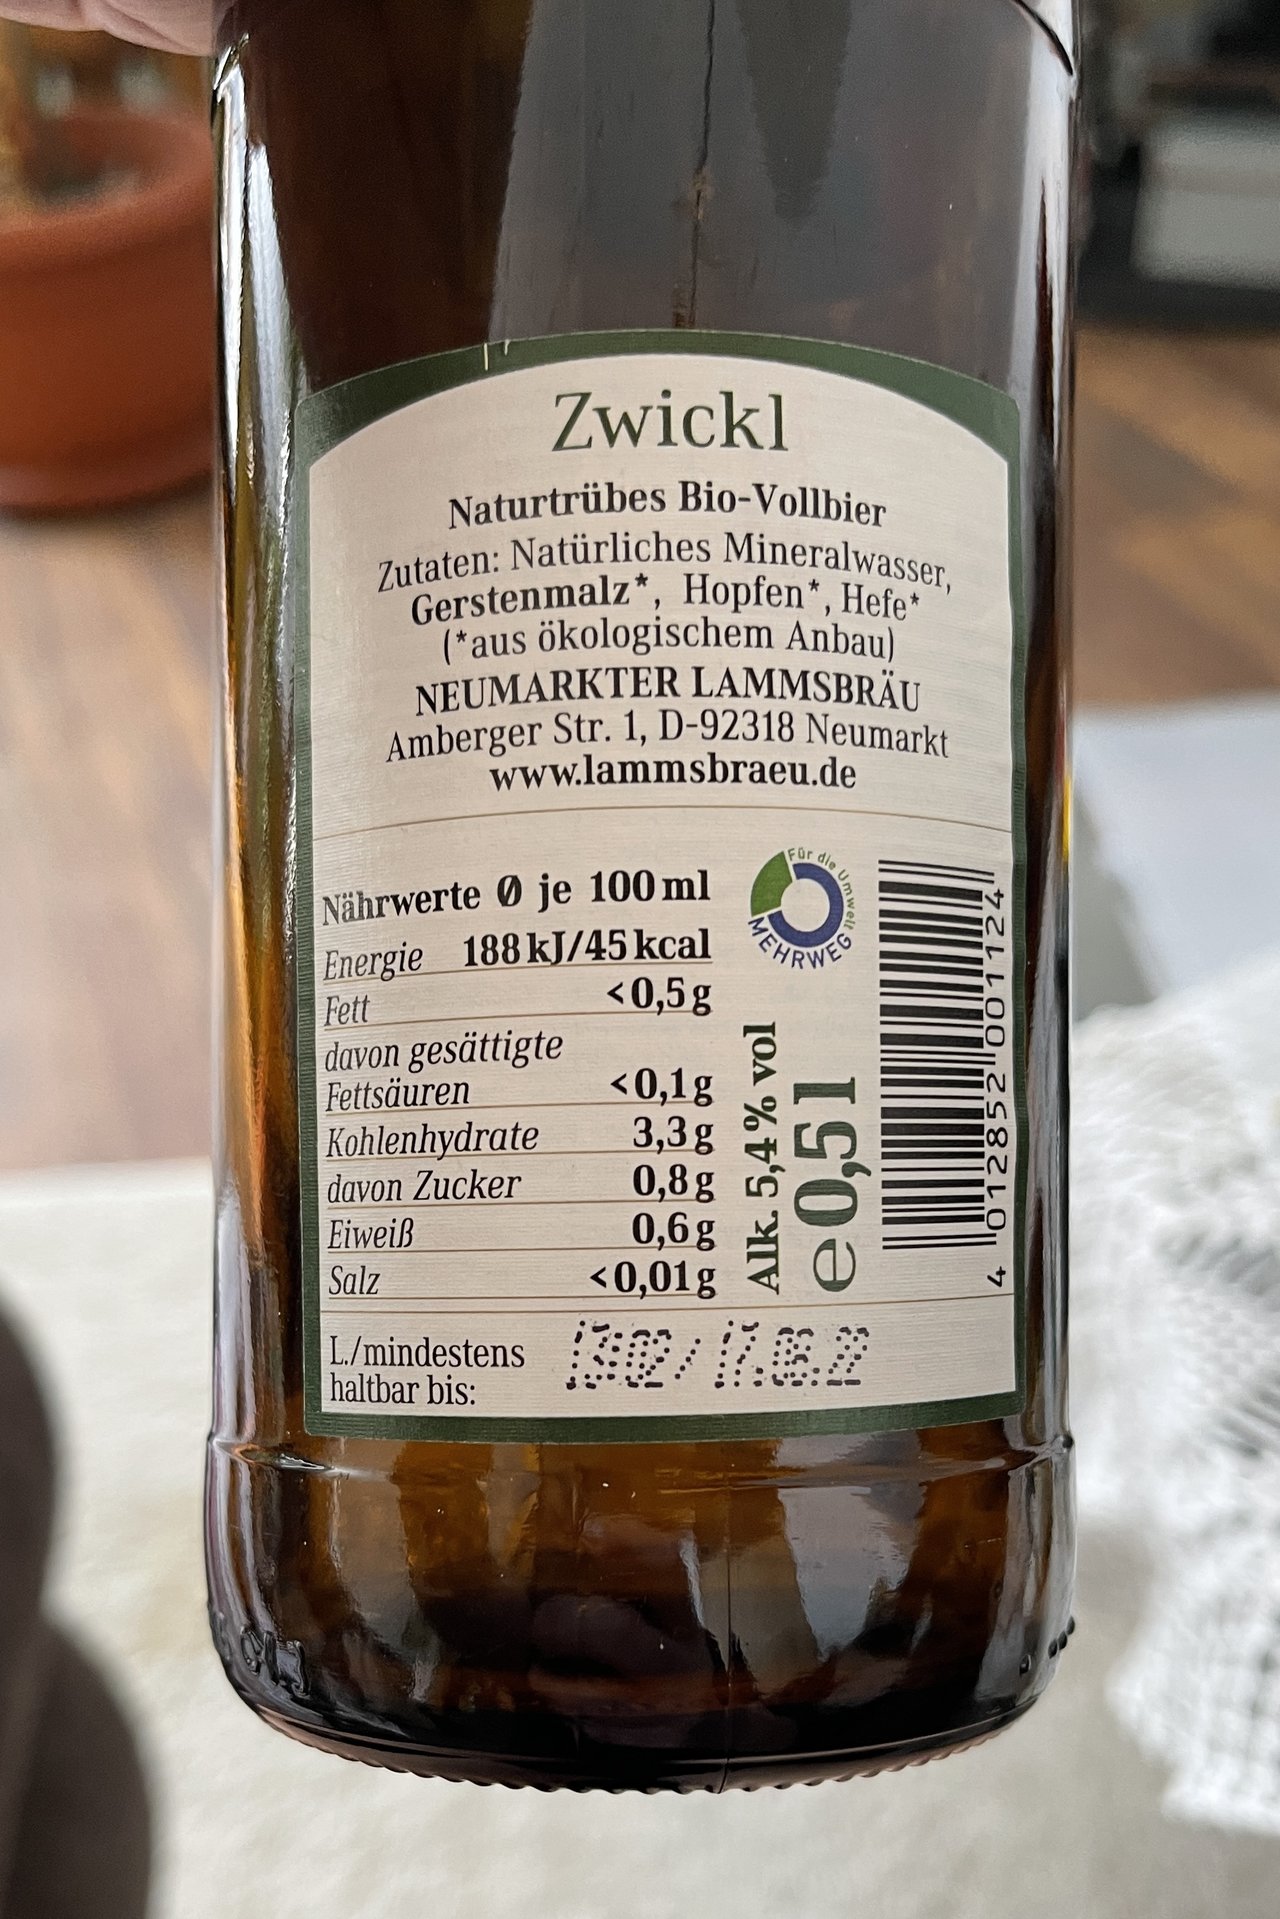 Zwickl
Naturtrübes Bio-Vollbier
Zutaten: Natürliches Mineralwasser,
Gerstenmalz*, Hopfen*, Hefe*
(*aus ökologischem Anbau)
NEUMARKTER LAMMSBRÄU
Amberger Str. 1, D-92318 Neumarkt
www.lammsbraeu.de
Nährwerte Ø je 100 ml
Energie 188 kJ/45 kcal
Fett <0,5 g
davon gesättigte
Fettsäuren <0,1 g
Kohlenhydrate 3,3 g
davon Zucker 0,8 g
Eiweiß 0,6 g
Salz <0,01 g
Für die Umwelt
MEHRWEG
Alk. 5,4 % vol
e 0,5 l
4 012852 001124
L./mindestens
haltbar bis: